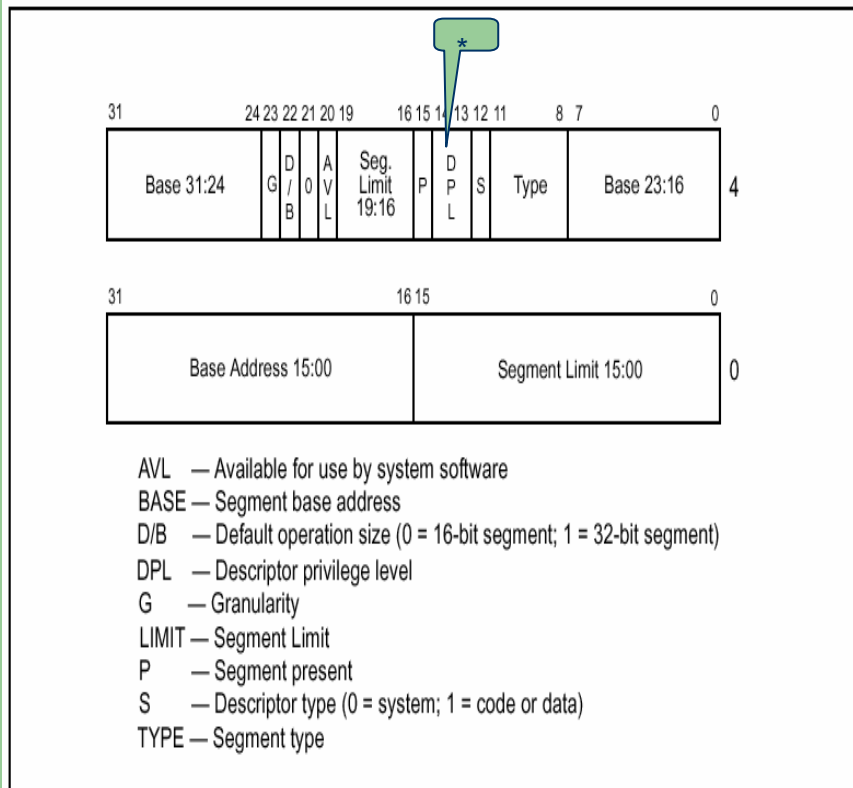 *
31 24 23 22 21 20 19 16 15 14 13 12 11 8 7 0
Base 31:24 G D/B 0 AVL Seg. Limit 19:16 P DPL S Type Base 23:16 4
31 16 15 0
Base Address 15:00 Segment Limit 15:00 0
AVL — Available for use by system software
BASE — Segment base address
D/B — Default operation size (0 = 16-bit segment; 1 = 32-bit segment)
DPL — Descriptor privilege level
G — Granularity
LIMIT — Segment Limit
P — Segment present
S — Descriptor type (0 = system; 1 = code or data)
TYPE — Segment type